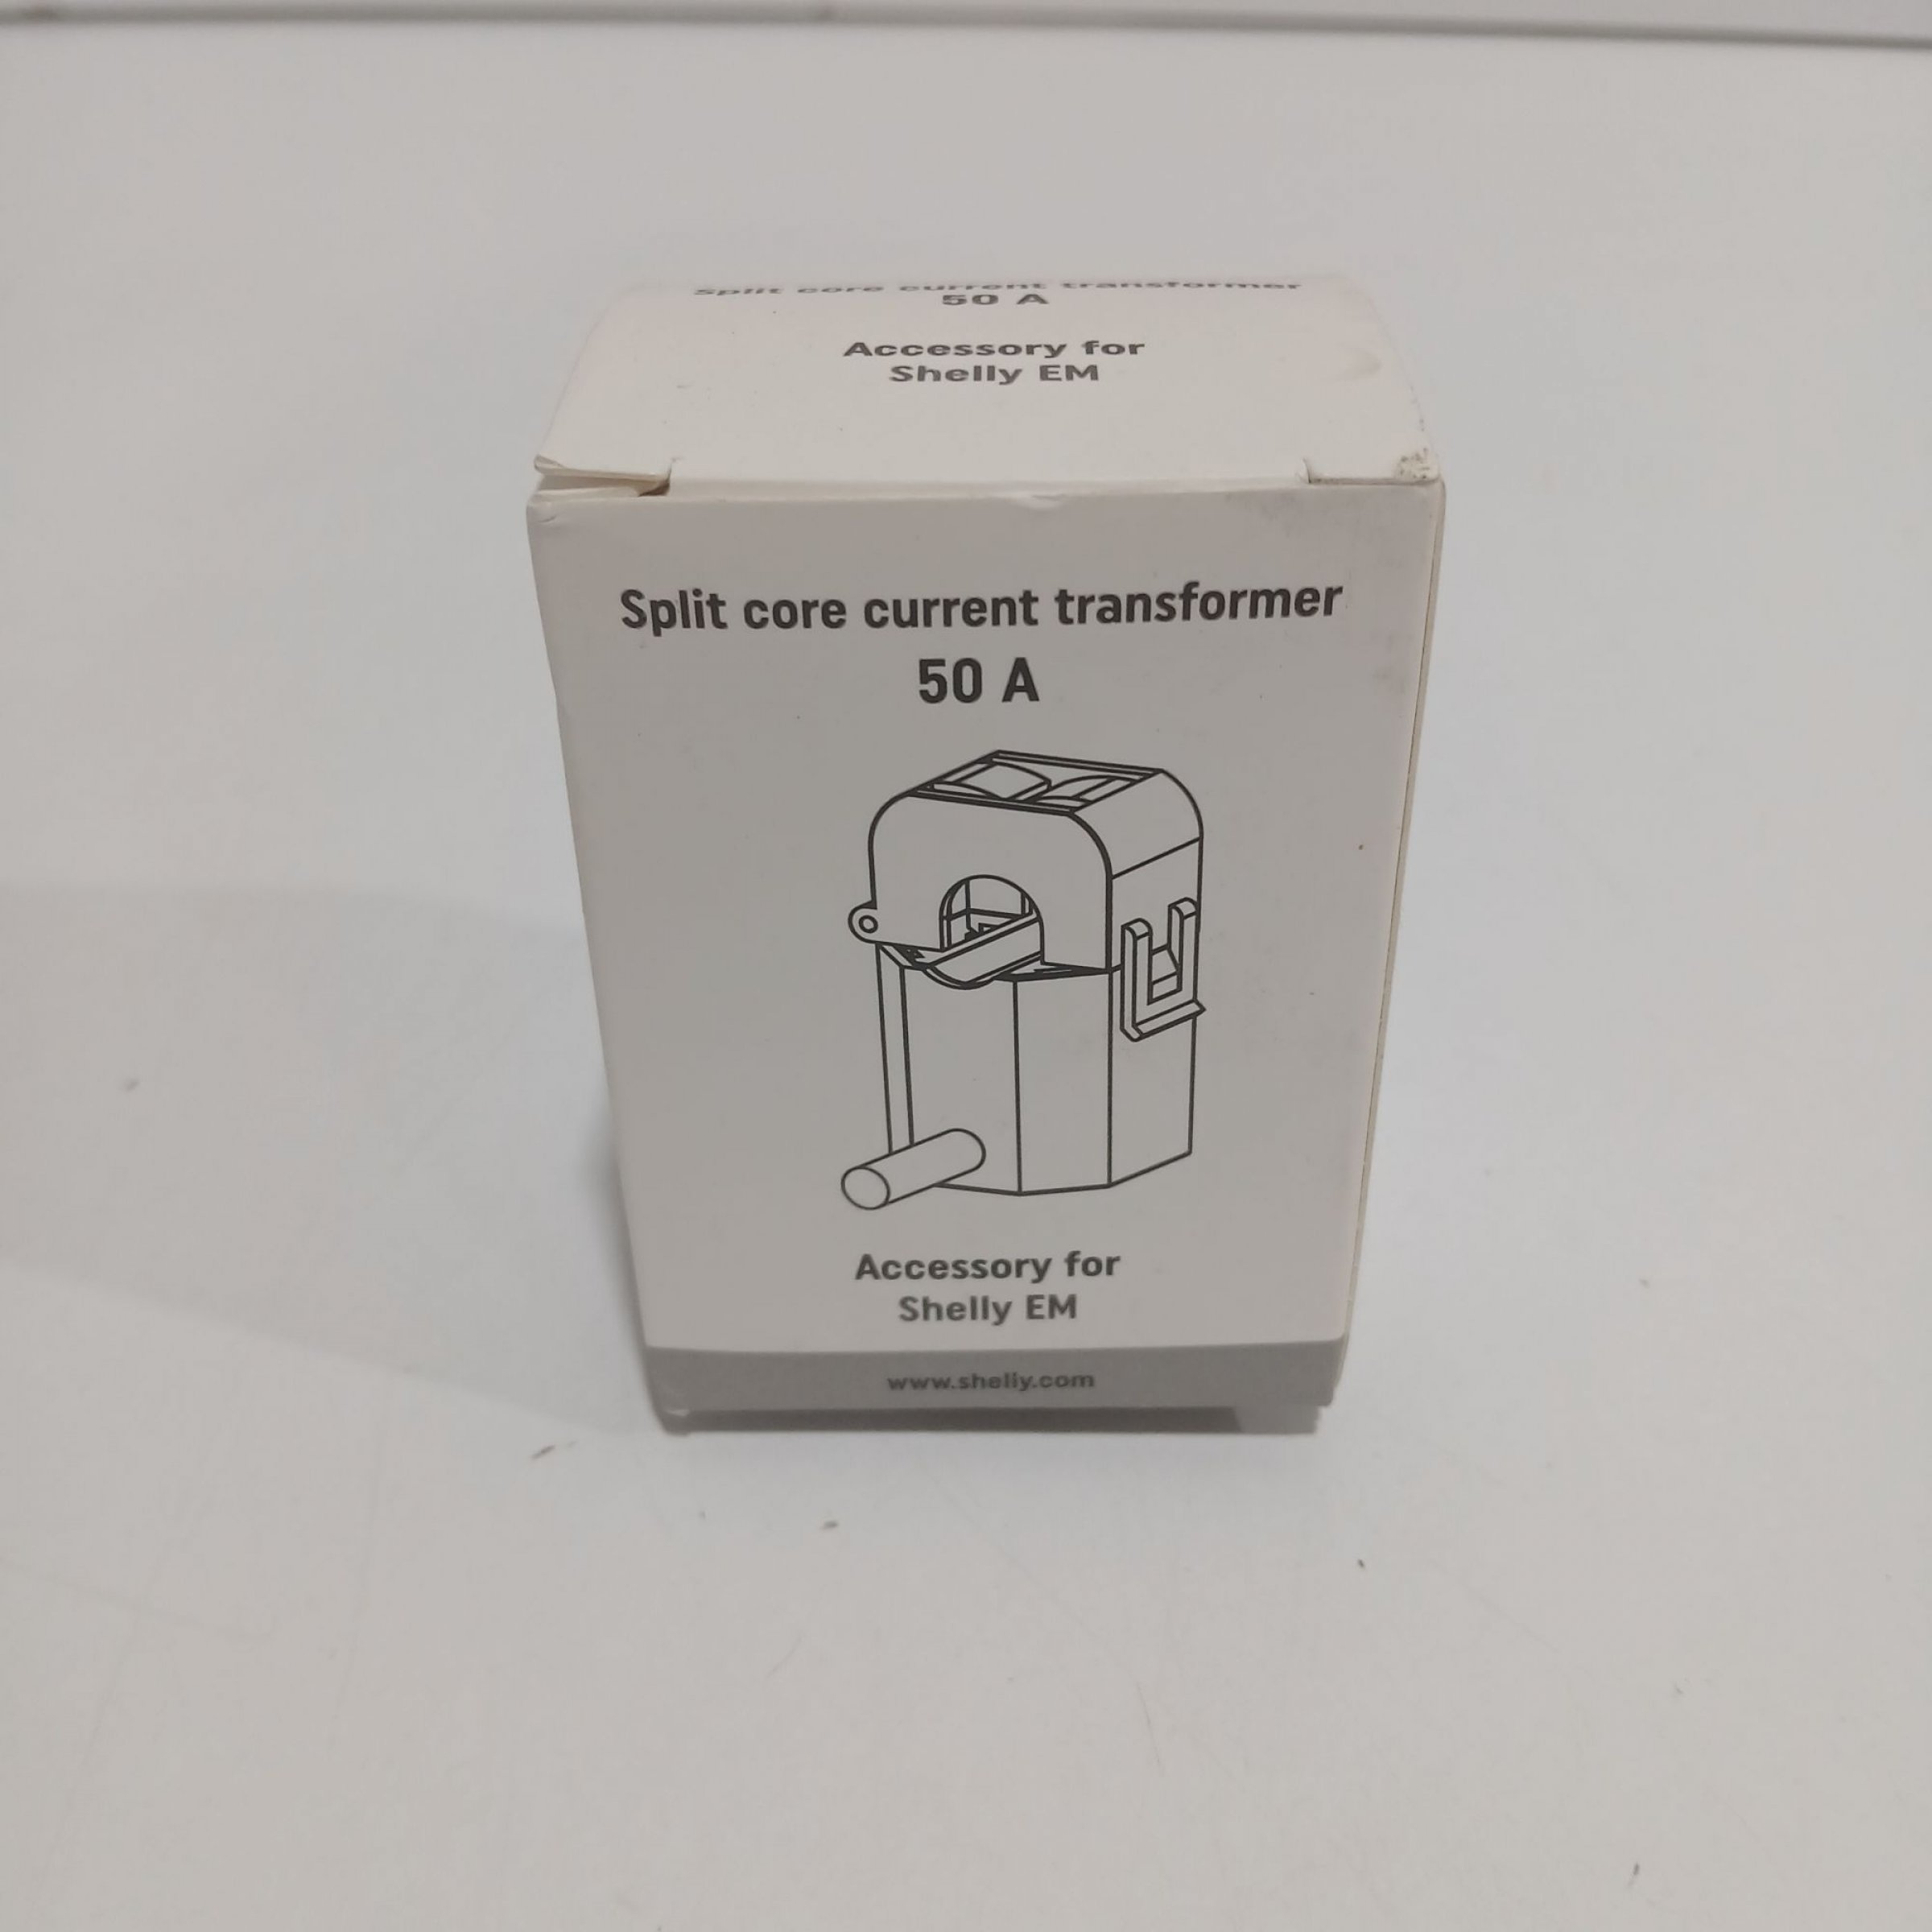 Split core current transformer
50 A
Accessory for
Shelly EM
Split core current transformer
50 A
Accessory for
Shelly EM
www.shelly.com